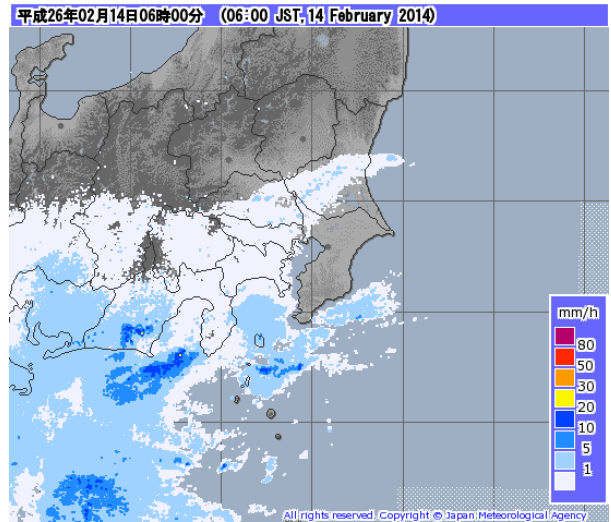 平成26年02月14日06時00分 (06:00 JST, 14 February 2014)
mm/h
80
50
30
20
10
5
1
All rights reserved. Copyright © Japan Meteorological Agency